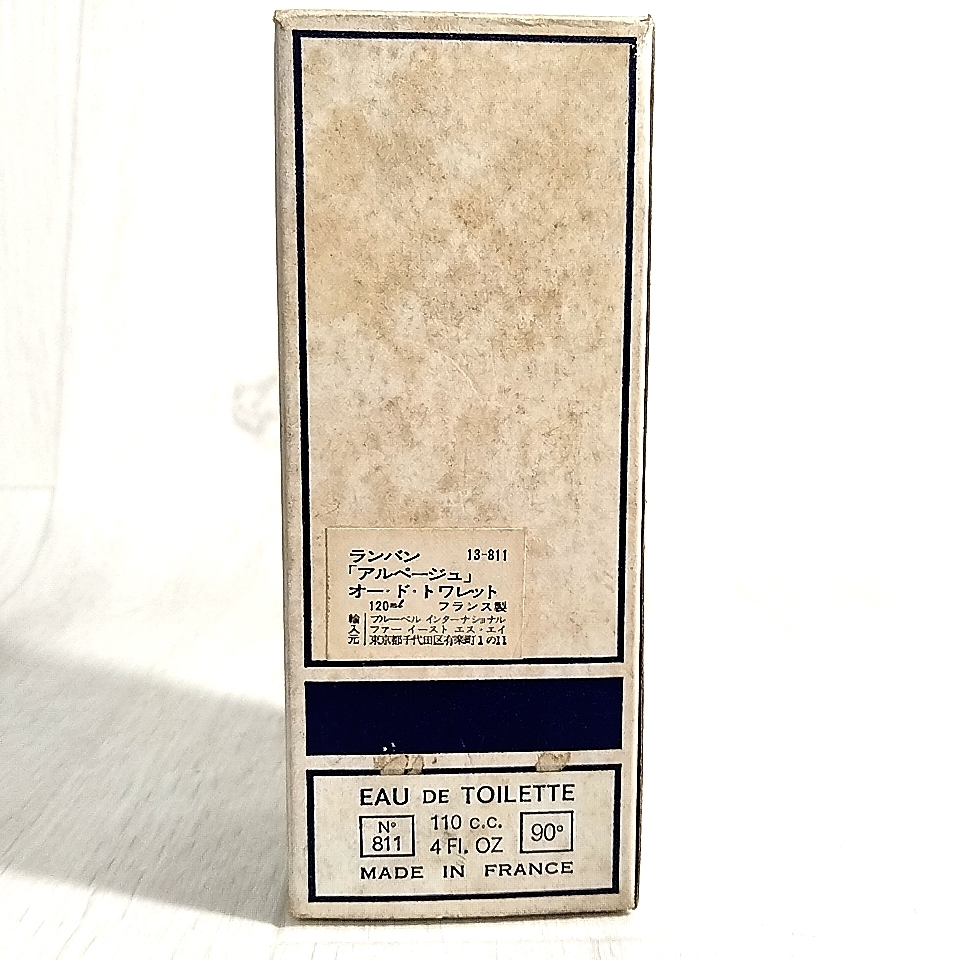 ランバン 13-811
「アルページュ」
オー・ド・トワレット
120ml フランス製
輸入元 ブルーベル インターナショナル
ファー イースト エス・エイ
東京都千代田区有楽町1の11
EAU DE TOILETTE
N° 811 110 c.c. 4 Fl. OZ 90°
MADE IN FRANCE